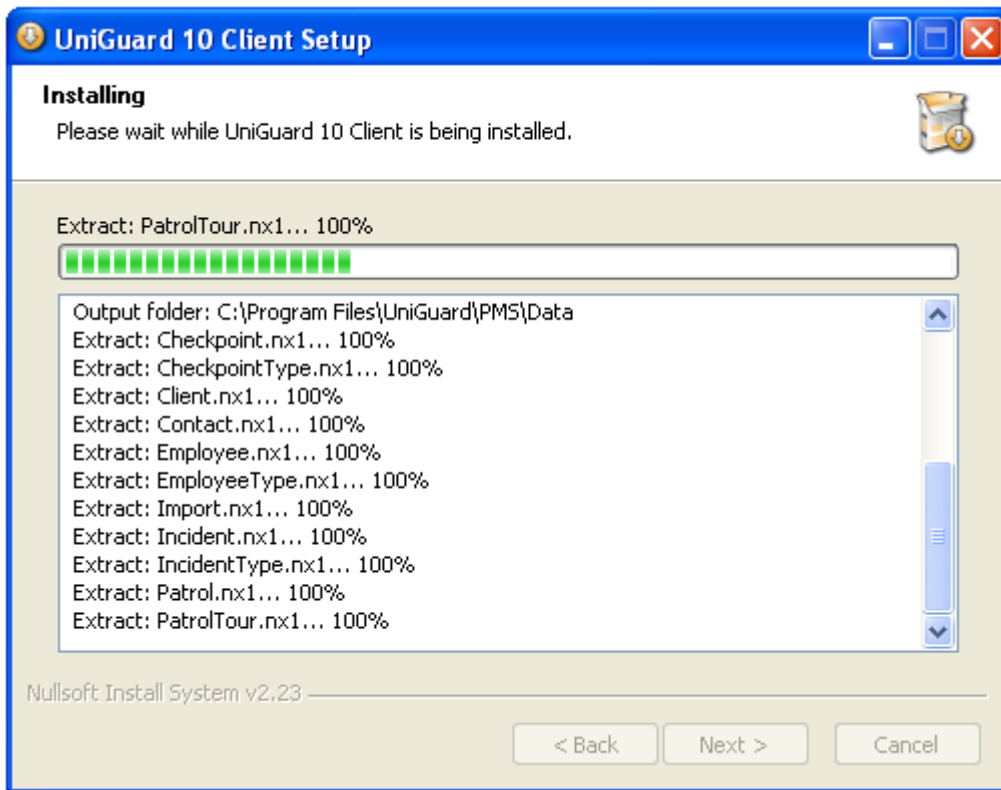 UniGuard 10 Client Setup
Installing
Please wait while UniGuard 10 Client is being installed.
Extract: PatrolTour.nx1... 100%
Output folder: C:\Program Files\UniGuard\PMS\Data
Extract: Checkpoint.nx1... 100%
Extract: CheckpointType.nx1... 100%
Extract: Client.nx1... 100%
Extract: Contact.nx1... 100%
Extract: Employee.nx1... 100%
Extract: EmployeeType.nx1... 100%
Extract: Import.nx1... 100%
Extract: Incident.nx1... 100%
Extract: IncidentType.nx1... 100%
Extract: Patrol.nx1... 100%
Extract: PatrolTour.nx1... 100%
Nullsoft Install System v2.23
< Back Next > Cancel